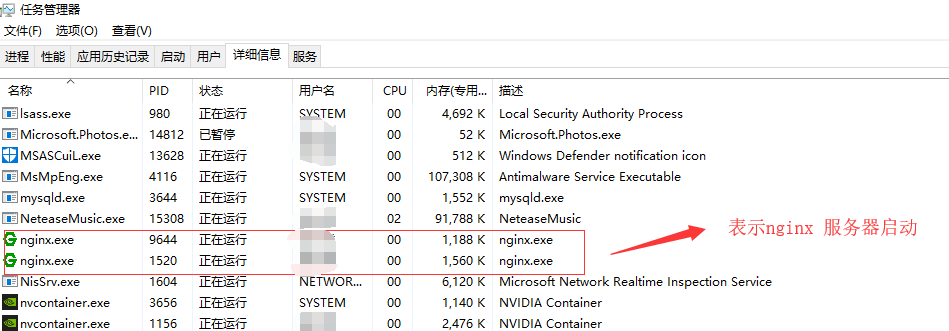 任务管理器
文件(F) 选项(O) 查看(V)
进程 性能 应用历史记录 启动 用户 详细信息 服务
名称 PID 状态 用户名 CPU 内存(专用... 描述
lsass.exe 980 正在运行 SYSTEM 00 4,692 K Local Security Authority Process
Microsoft.Photos.e... 14812 已暂停 00 52 K Microsoft.Photos.exe
MSASCuiL.exe 13628 正在运行 00 512 K Windows Defender notification icon
MsMpEng.exe 4116 正在运行 SYSTEM 00 107,308 K Antimalware Service Executable
mysqld.exe 3644 正在运行 SYSTEM 00 1,552 K mysqld.exe
NeteaseMusic.exe 15308 正在运行 02 91,788 K NeteaseMusic
nginx.exe 9644 正在运行 00 1,188 K nginx.exe
nginx.exe 1520 正在运行 00 1,560 K nginx.exe
表示nginx 服务器启动
NisSrv.exe 1604 正在运行 NETWOR... 00 6,120 K Microsoft Network Realtime Inspection Service
nvcontainer.exe 3656 正在运行 SYSTEM 00 1,140 K NVIDIA Container
nvcontainer.exe 1156 正在运行 00 2,476 K NVIDIA Container